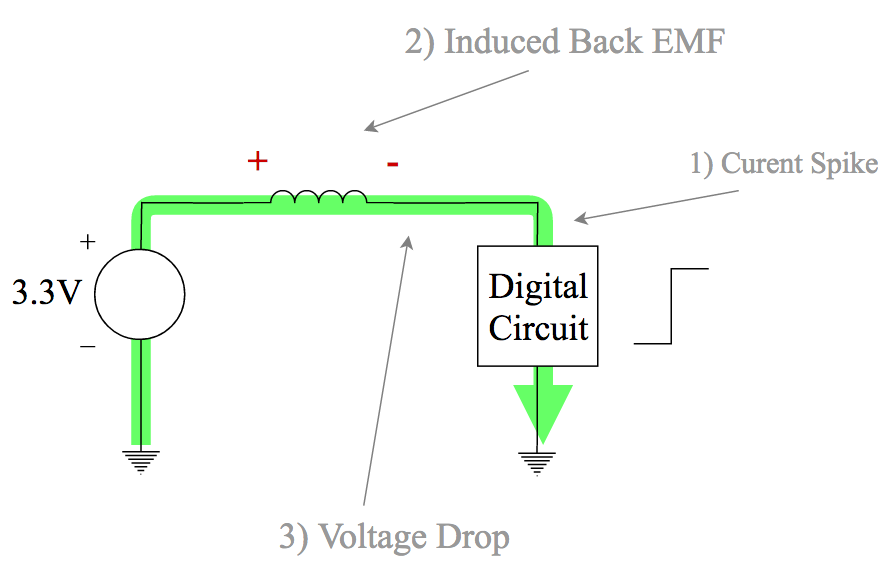 2) Induced Back EMF
+ -
1) Curent Spike
+
3.3V
Digital
Circuit
–
3) Voltage Drop